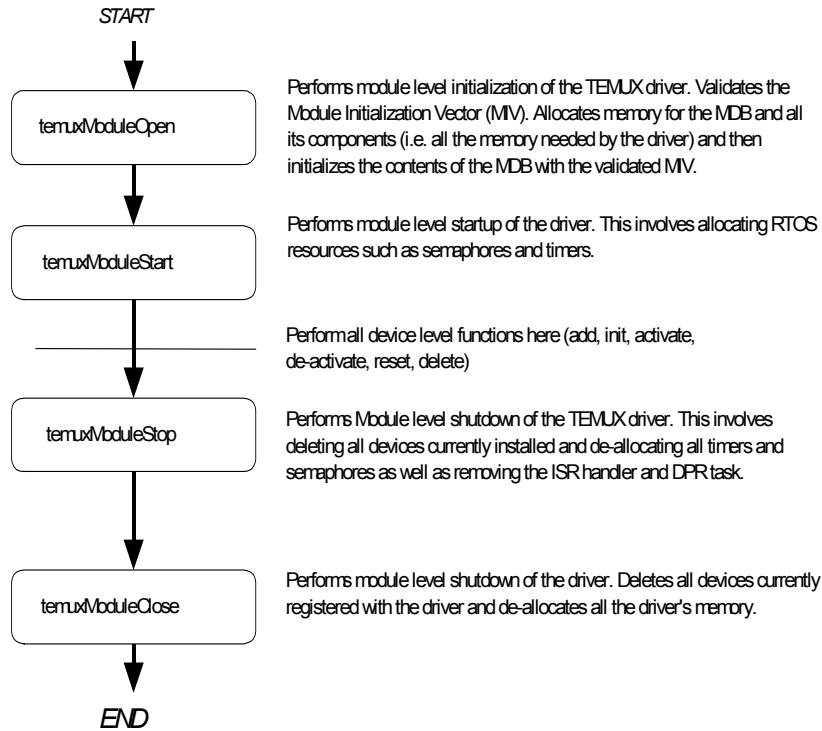 START
temuxModuleOpen
Performs module level initialization of the TEMUX driver. Validates the
Module Initialization Vector (MIV). Allocates memory for the MDB and all
its components (i.e. all the memory needed by the driver) and then
initializes the contents of the MDB with the validated MIV.
temuxModuleStart
Performs module level startup of the driver. This involves allocating RTOS
resources such as semaphores and timers.
Perform all device level functions here (add, init, activate,
de-activate, reset, delete)
temuxModuleStop
Performs Module level shutdown of the TEMUX driver. This involves
deleting all devices currently installed and de-allocating all timers and
semaphores as well as removing the ISR handler and DPR task.
temuxModuleClose
Performs module level shutdown of the driver. Deletes all devices currently
registered with the driver and de-allocates all the driver's memory.
END